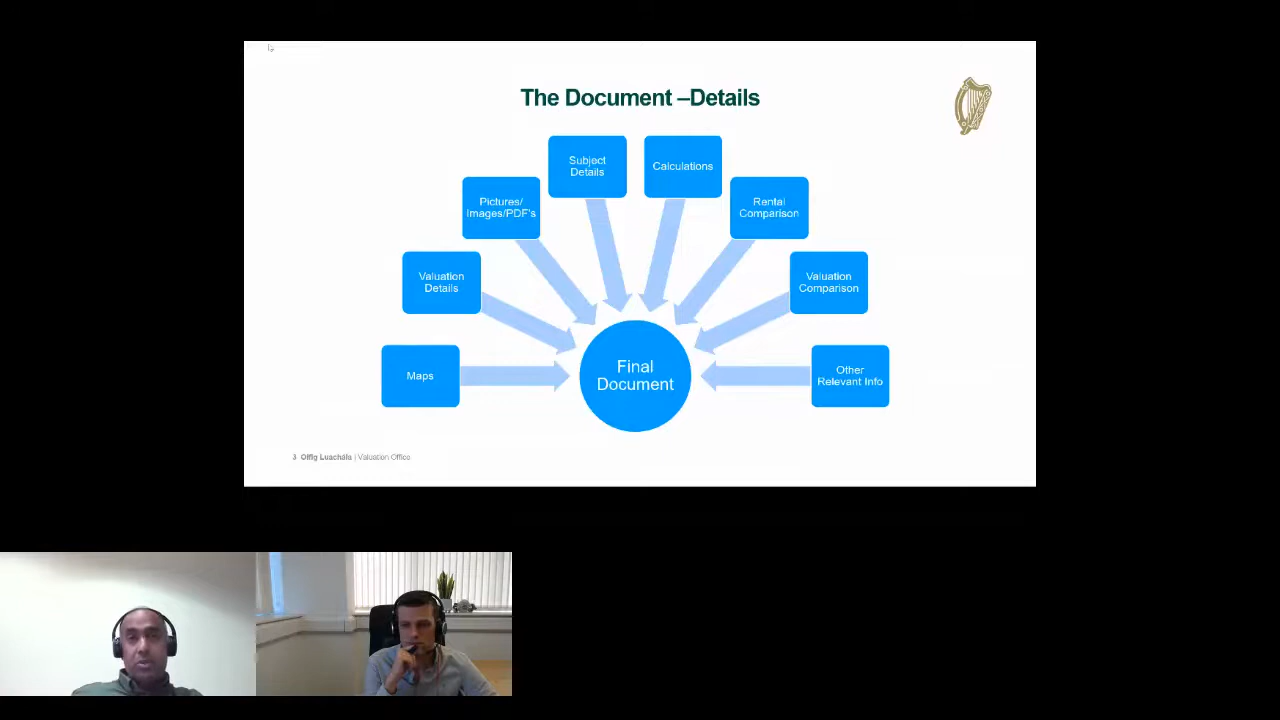 The Document –Details
Subject
Details
Calculations
Pictures/
Images/PDF's
Rental
Comparison
Valuation
Details
Valuation
Comparison
Maps
Final
Document
Other
Relevant Info
3 Oifig Luachála | Valuation Office